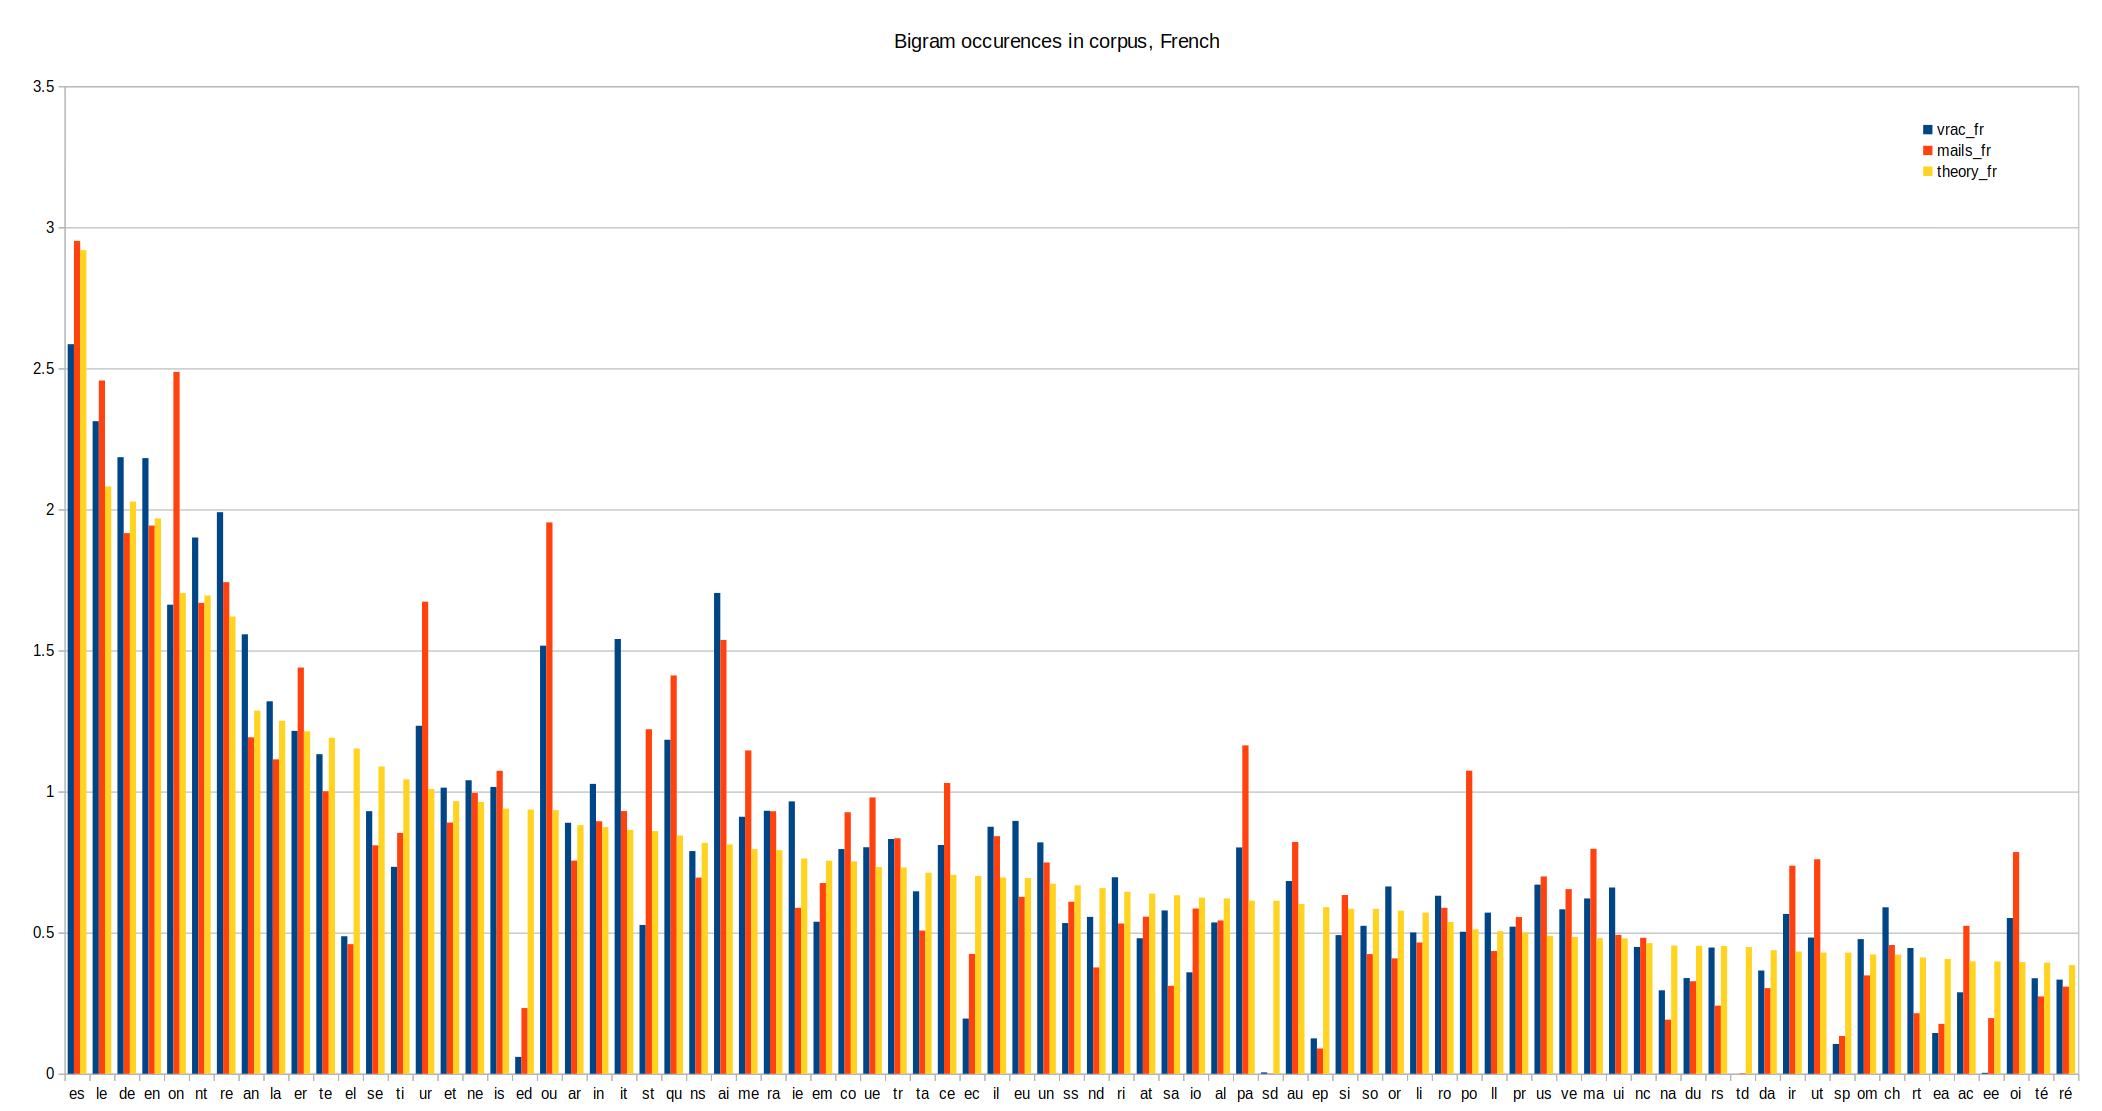 Bigram occurences in corpus, French
3.5
3
2.5
2
1.5
1
0.5
0
vrac_fr
mails_fr
theory_fr
es le de en on nt re an la er te el se ti ur et ne is ed ou ar in it st qu ns ai me ra ie em co ue tr ta ce ec il eu un ss nd ri at sa io al pa sd au ep si so or li ro po ll pr us ve ma ui nc na du rs td da ir ut sp om ch rt ea ac ee oi té ré